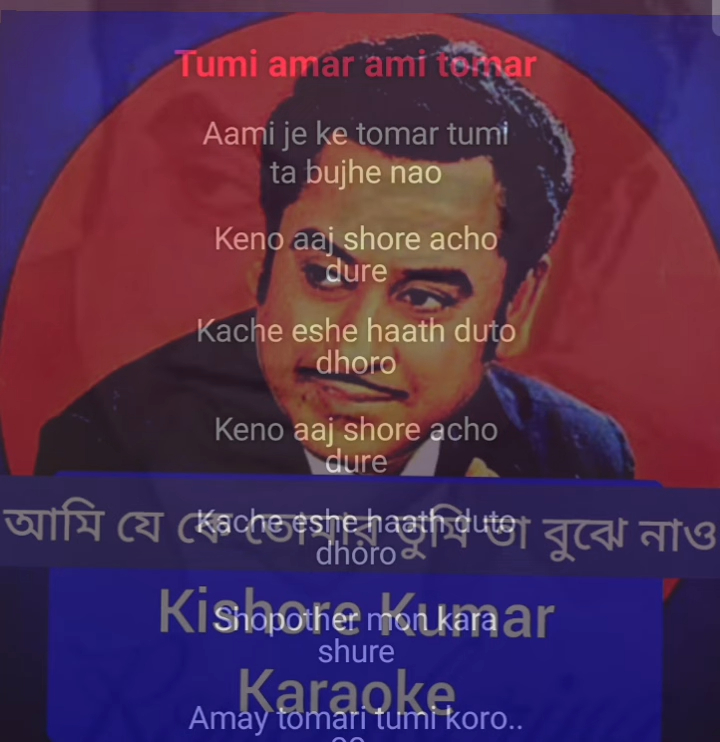 Tumi amar ami tomar
Aami je ke tomar tumi
ta bujhe nao
Keno aaj shore acho
dure
Kache eshe haath duto
dhoro
Keno aaj shore acho
dure
Kache eshe haath duto
আমি যে কে তোমার তুমি তা বুঝে নাও
dhoro
Kishore Kumar
Shopother mon kara
shure
Karaoke
Amay tomari tumi koro..